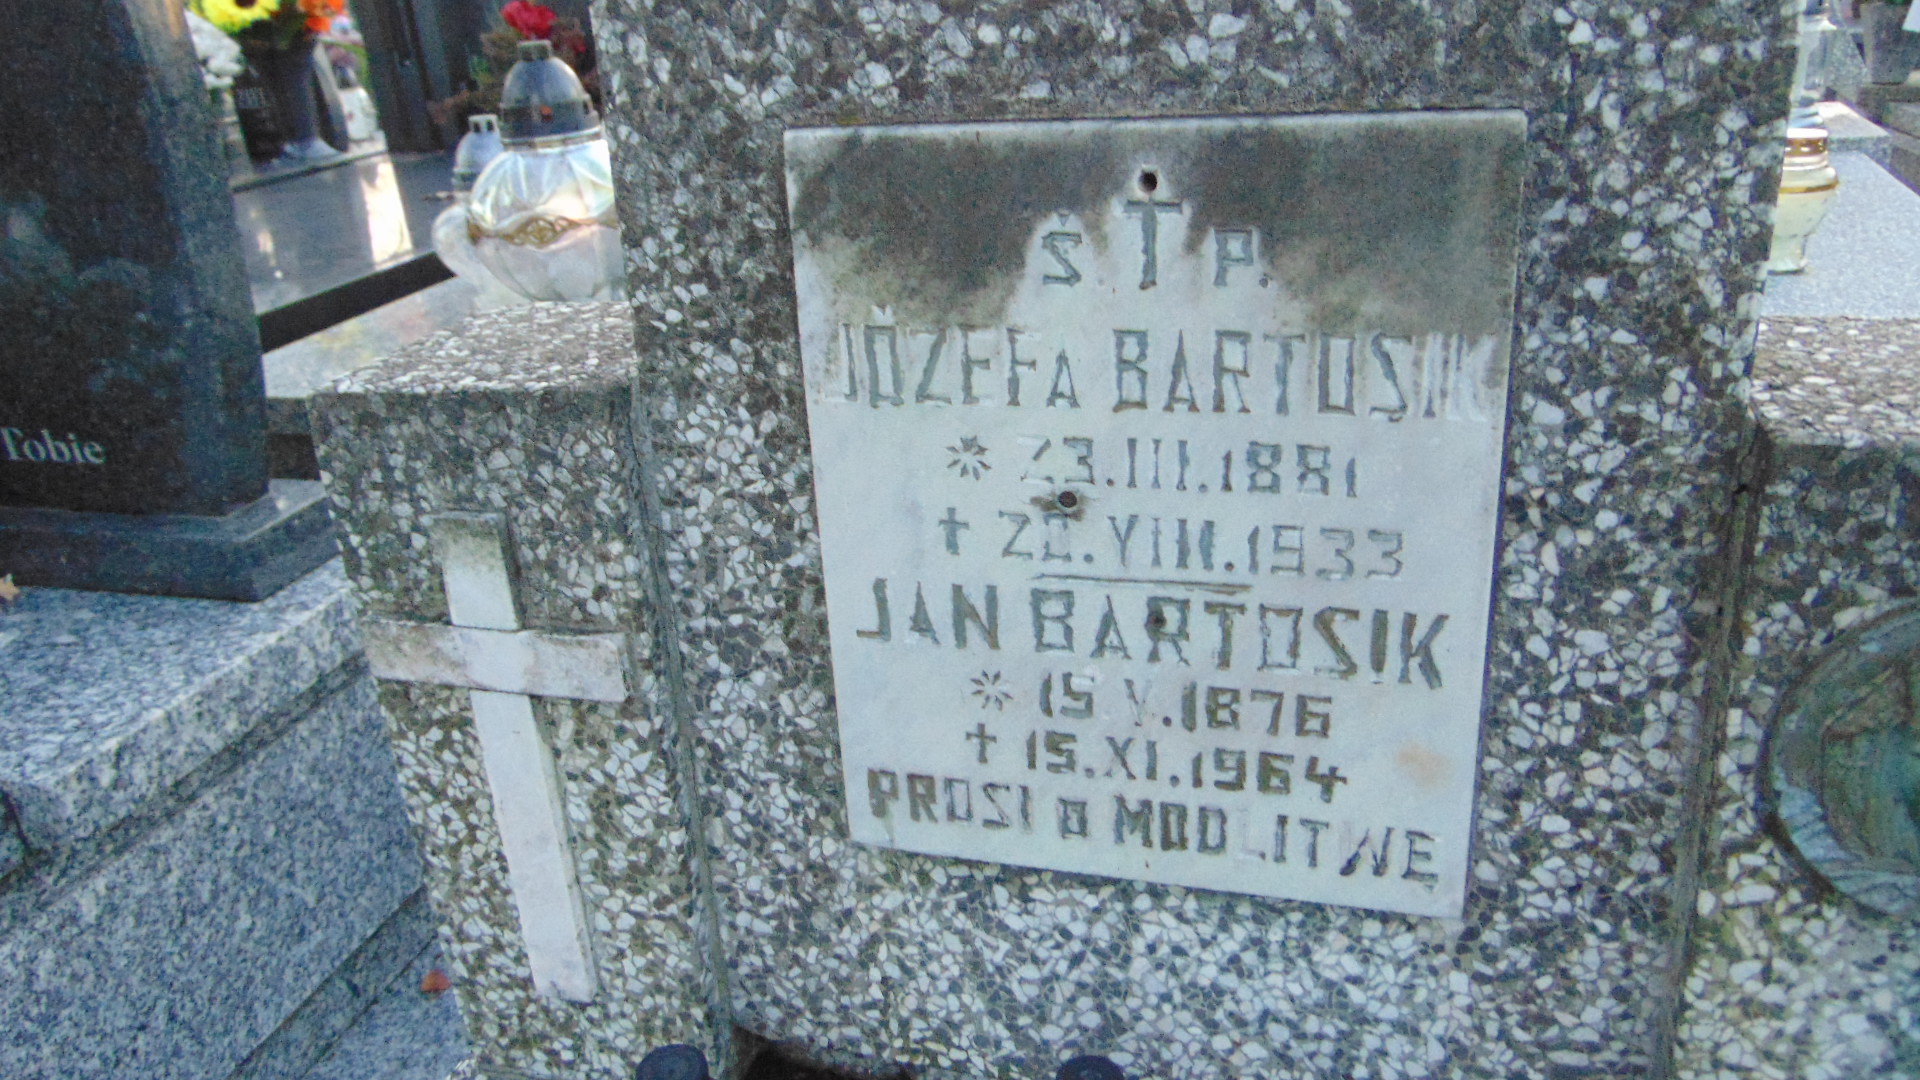 Tobie
Ś. † P.
JÓZEFA BARTOSIK
* 23.III.1881
† 20.VIII.1933
JAN BARTOSIK
* 15.V.1876
† 15.XI.1964
PROSI o MODLITWĘ